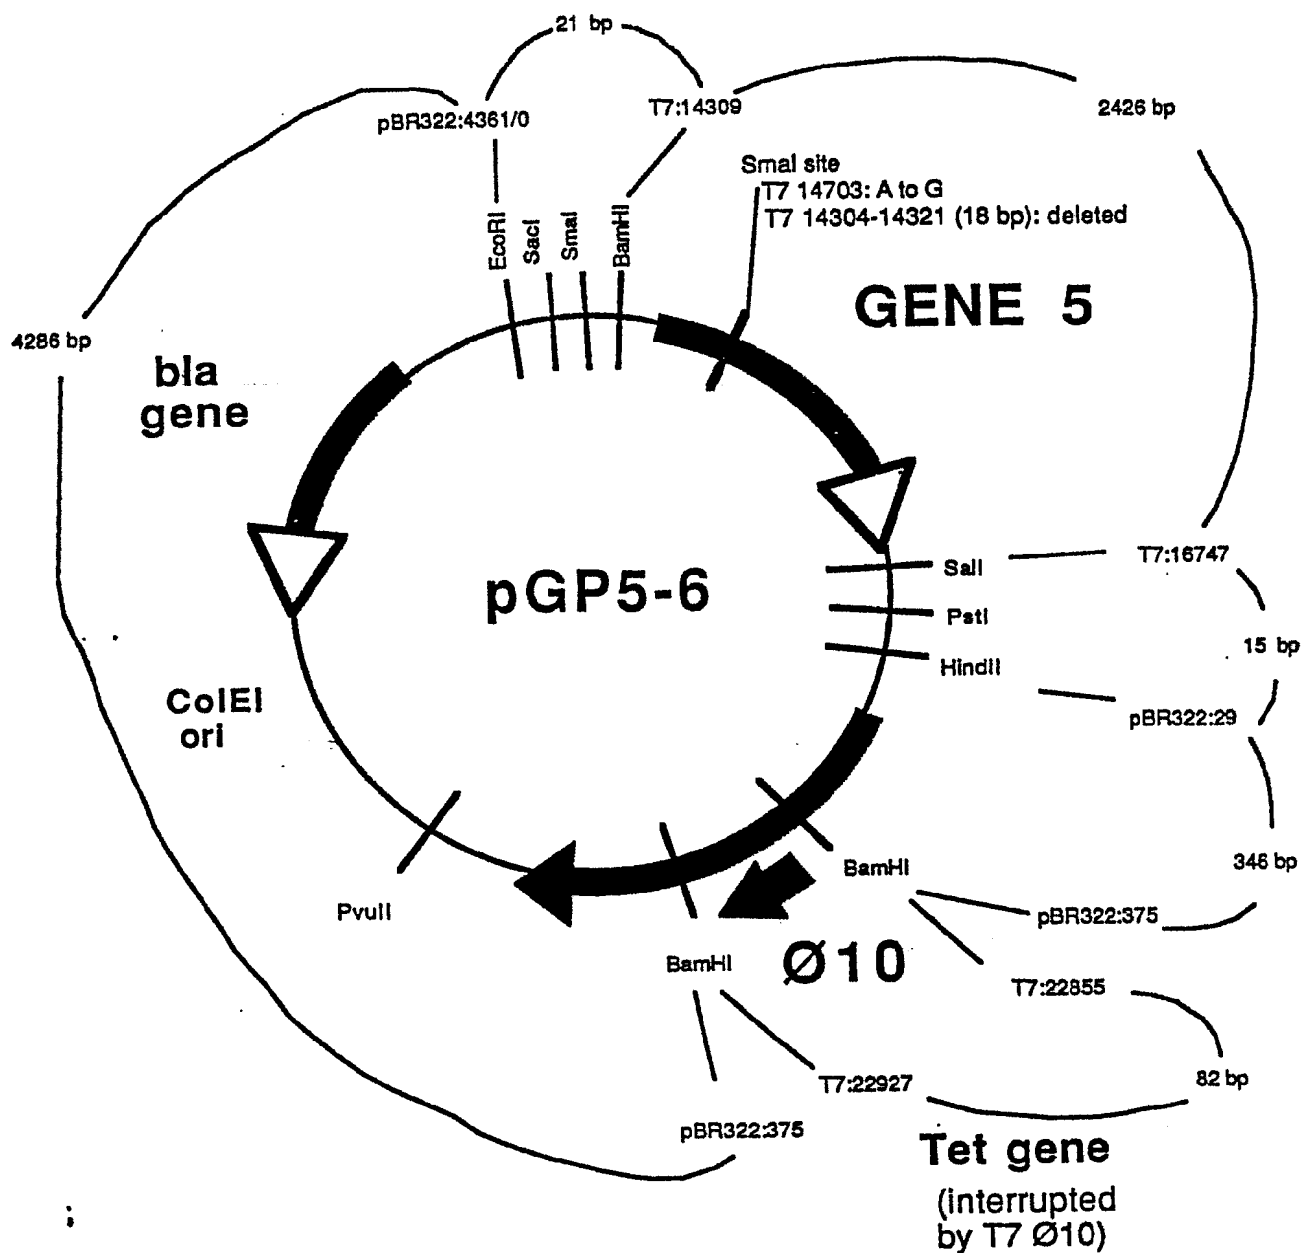 21 bp
pBR322:4361/0
T7:14309
2426 bp
SmaI site
T7 14703: A to G
T7 14304-14321 (18 bp): deleted
EcoRI
SacI
SmaI
BamHI
GENE 5
4286 bp
bla
gene
pGP5-6
SalI
T7:16747
PstI
15 bp
HindII
pBR322:29
ColEI
ori
346 bp
BamHI
pBR322:375
PvuII
BamHI
Ø10
T7:22855
T7:22927
82 bp
pBR322:375
Tet gene
(interrupted
by T7 Ø10)
;